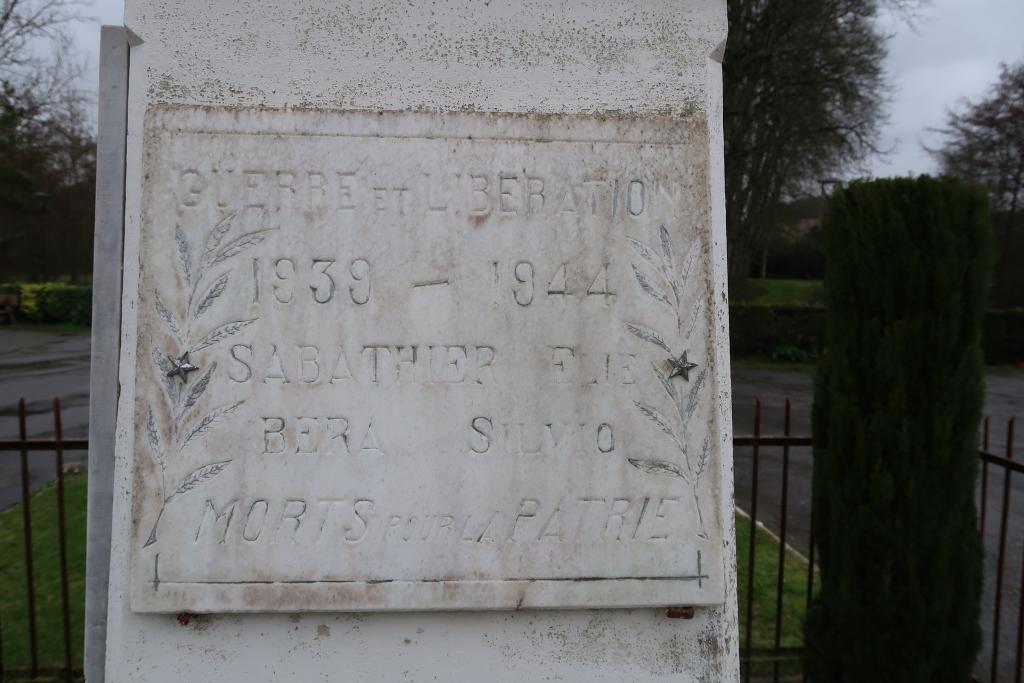 GUERRE ET LIBERATION
1939 — 1944
SABATHIER ELIE
BERA SILVIO
MORTS POUR LA PATRIE